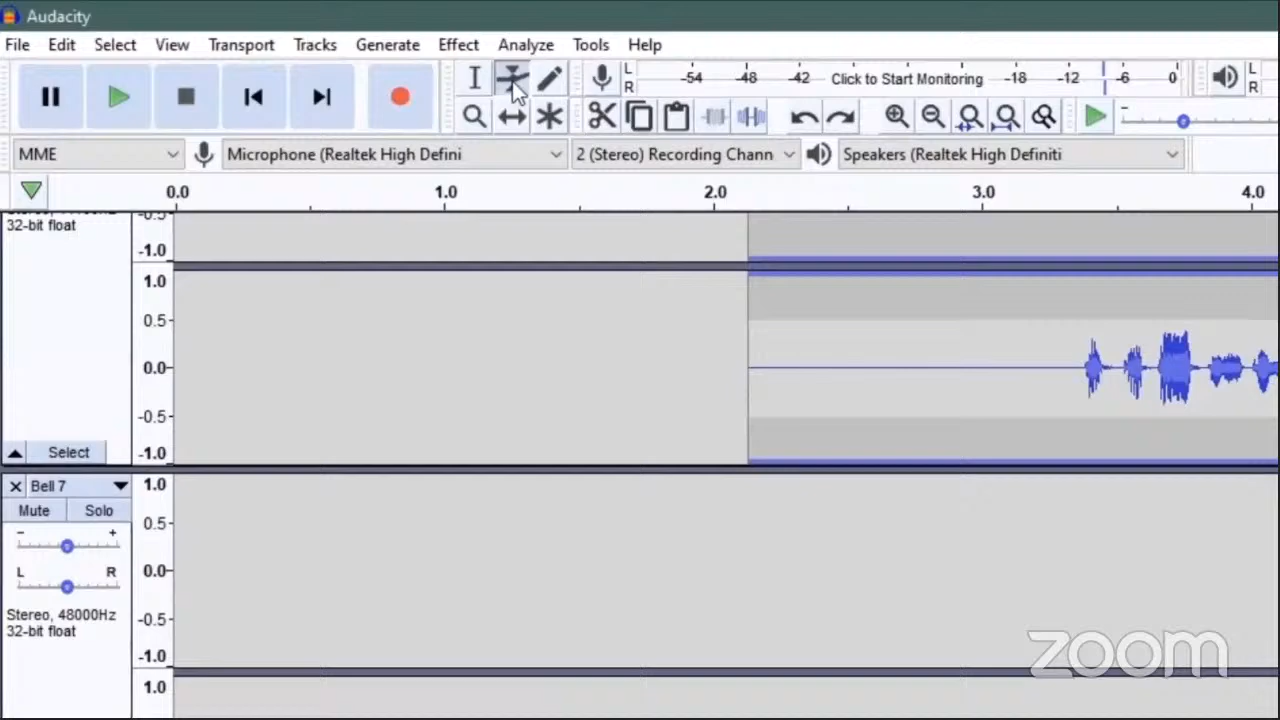 Audacity
File Edit Select View Transport Tracks Generate Effect Analyze Tools Help
L
R
-54 -48 -42 Click to Start Monitoring -18 -12 -6 0
L
R
MME Microphone (Realtek High Defini 2 (Stereo) Recording Chann Speakers (Realtek High Definiti
0.0 1.0 2.0 3.0 4.0
-0.5
32-bit float
-1.0
1.0
0.5
0.0
-0.5
Select
-1.0
Bell 7
1.0
Mute Solo
0.5
- +
L R
0.0
Stereo, 48000Hz
-0.5
32-bit float
-1.0
1.0
zoom